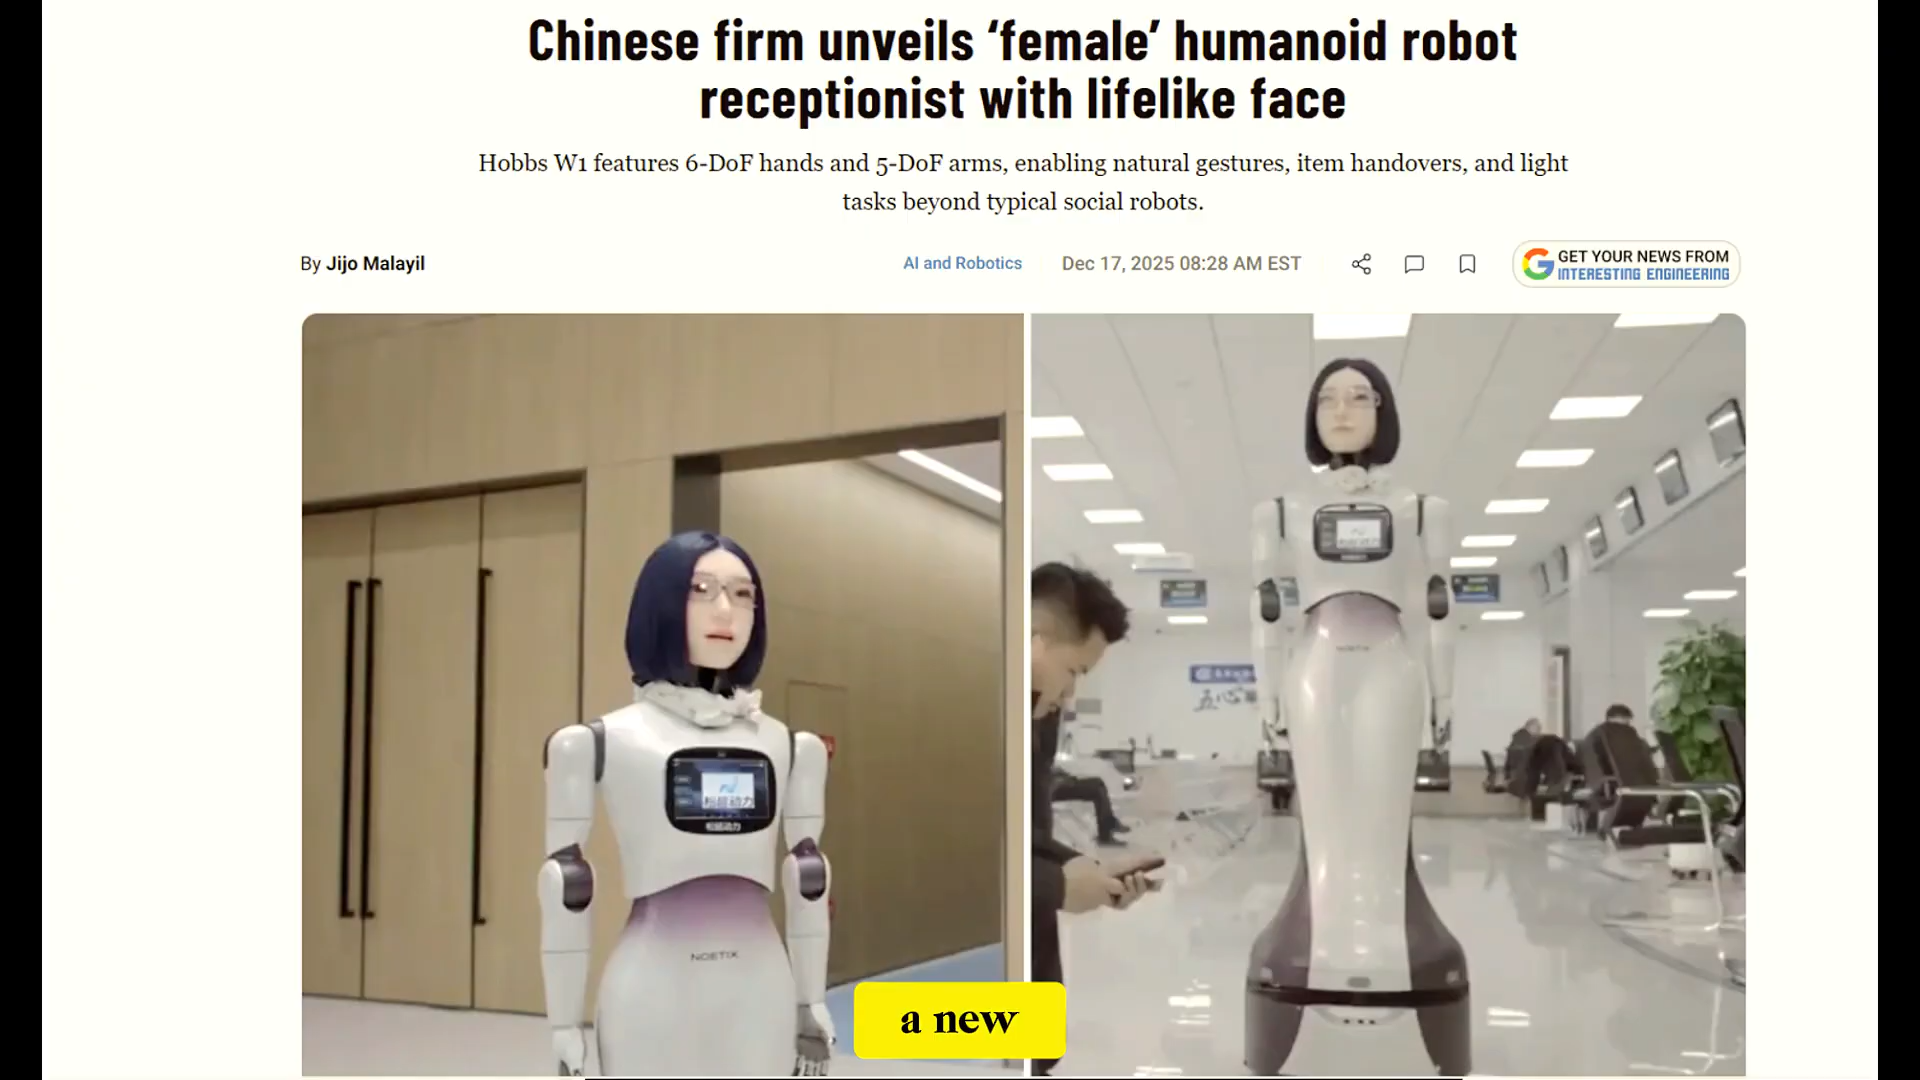 Chinese firm unveils ‘female’ humanoid robot
receptionist with lifelike face
Hobbs W1 features 6-DoF hands and 5-DoF arms, enabling natural gestures, item handovers, and light
tasks beyond typical social robots.
By Jijo Malayil
AI and Robotics
Dec 17, 2025 08:28 AM EST
GET YOUR NEWS FROM
INTERESTING ENGINEERING
NOETIX
a new